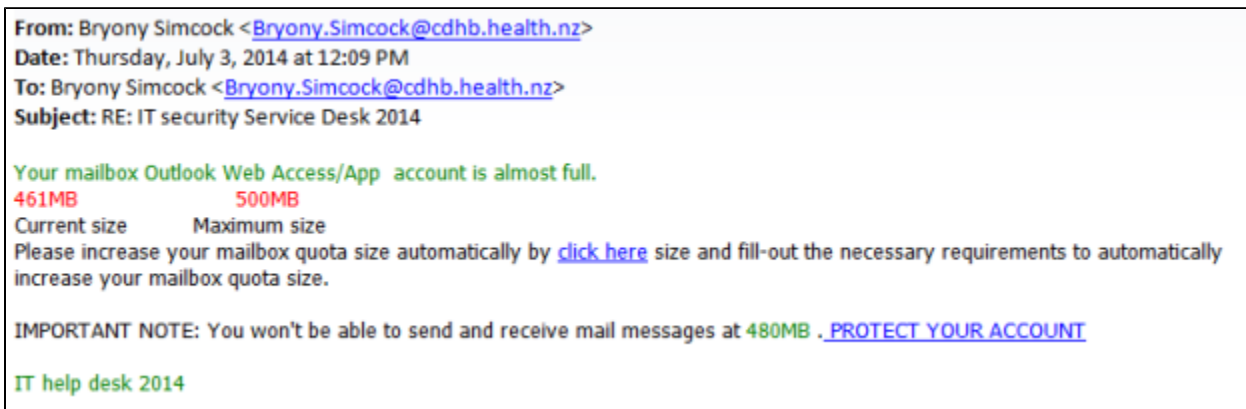 From: Bryony Simcock <Bryony.Simcock@cdhb.health.nz>
Date: Thursday, July 3, 2014 at 12:09 PM
To: Bryony Simcock <Bryony.Simcock@cdhb.health.nz>
Subject: RE: IT security Service Desk 2014
Your mailbox Outlook Web Access/App account is almost full.
461MB 500MB
Current size Maximum size
Please increase your mailbox quota size automatically by click here size and fill-out the necessary requirements to automatically
increase your mailbox quota size.
IMPORTANT NOTE: You won't be able to send and receive mail messages at 480MB . PROTECT YOUR ACCOUNT
IT help desk 2014